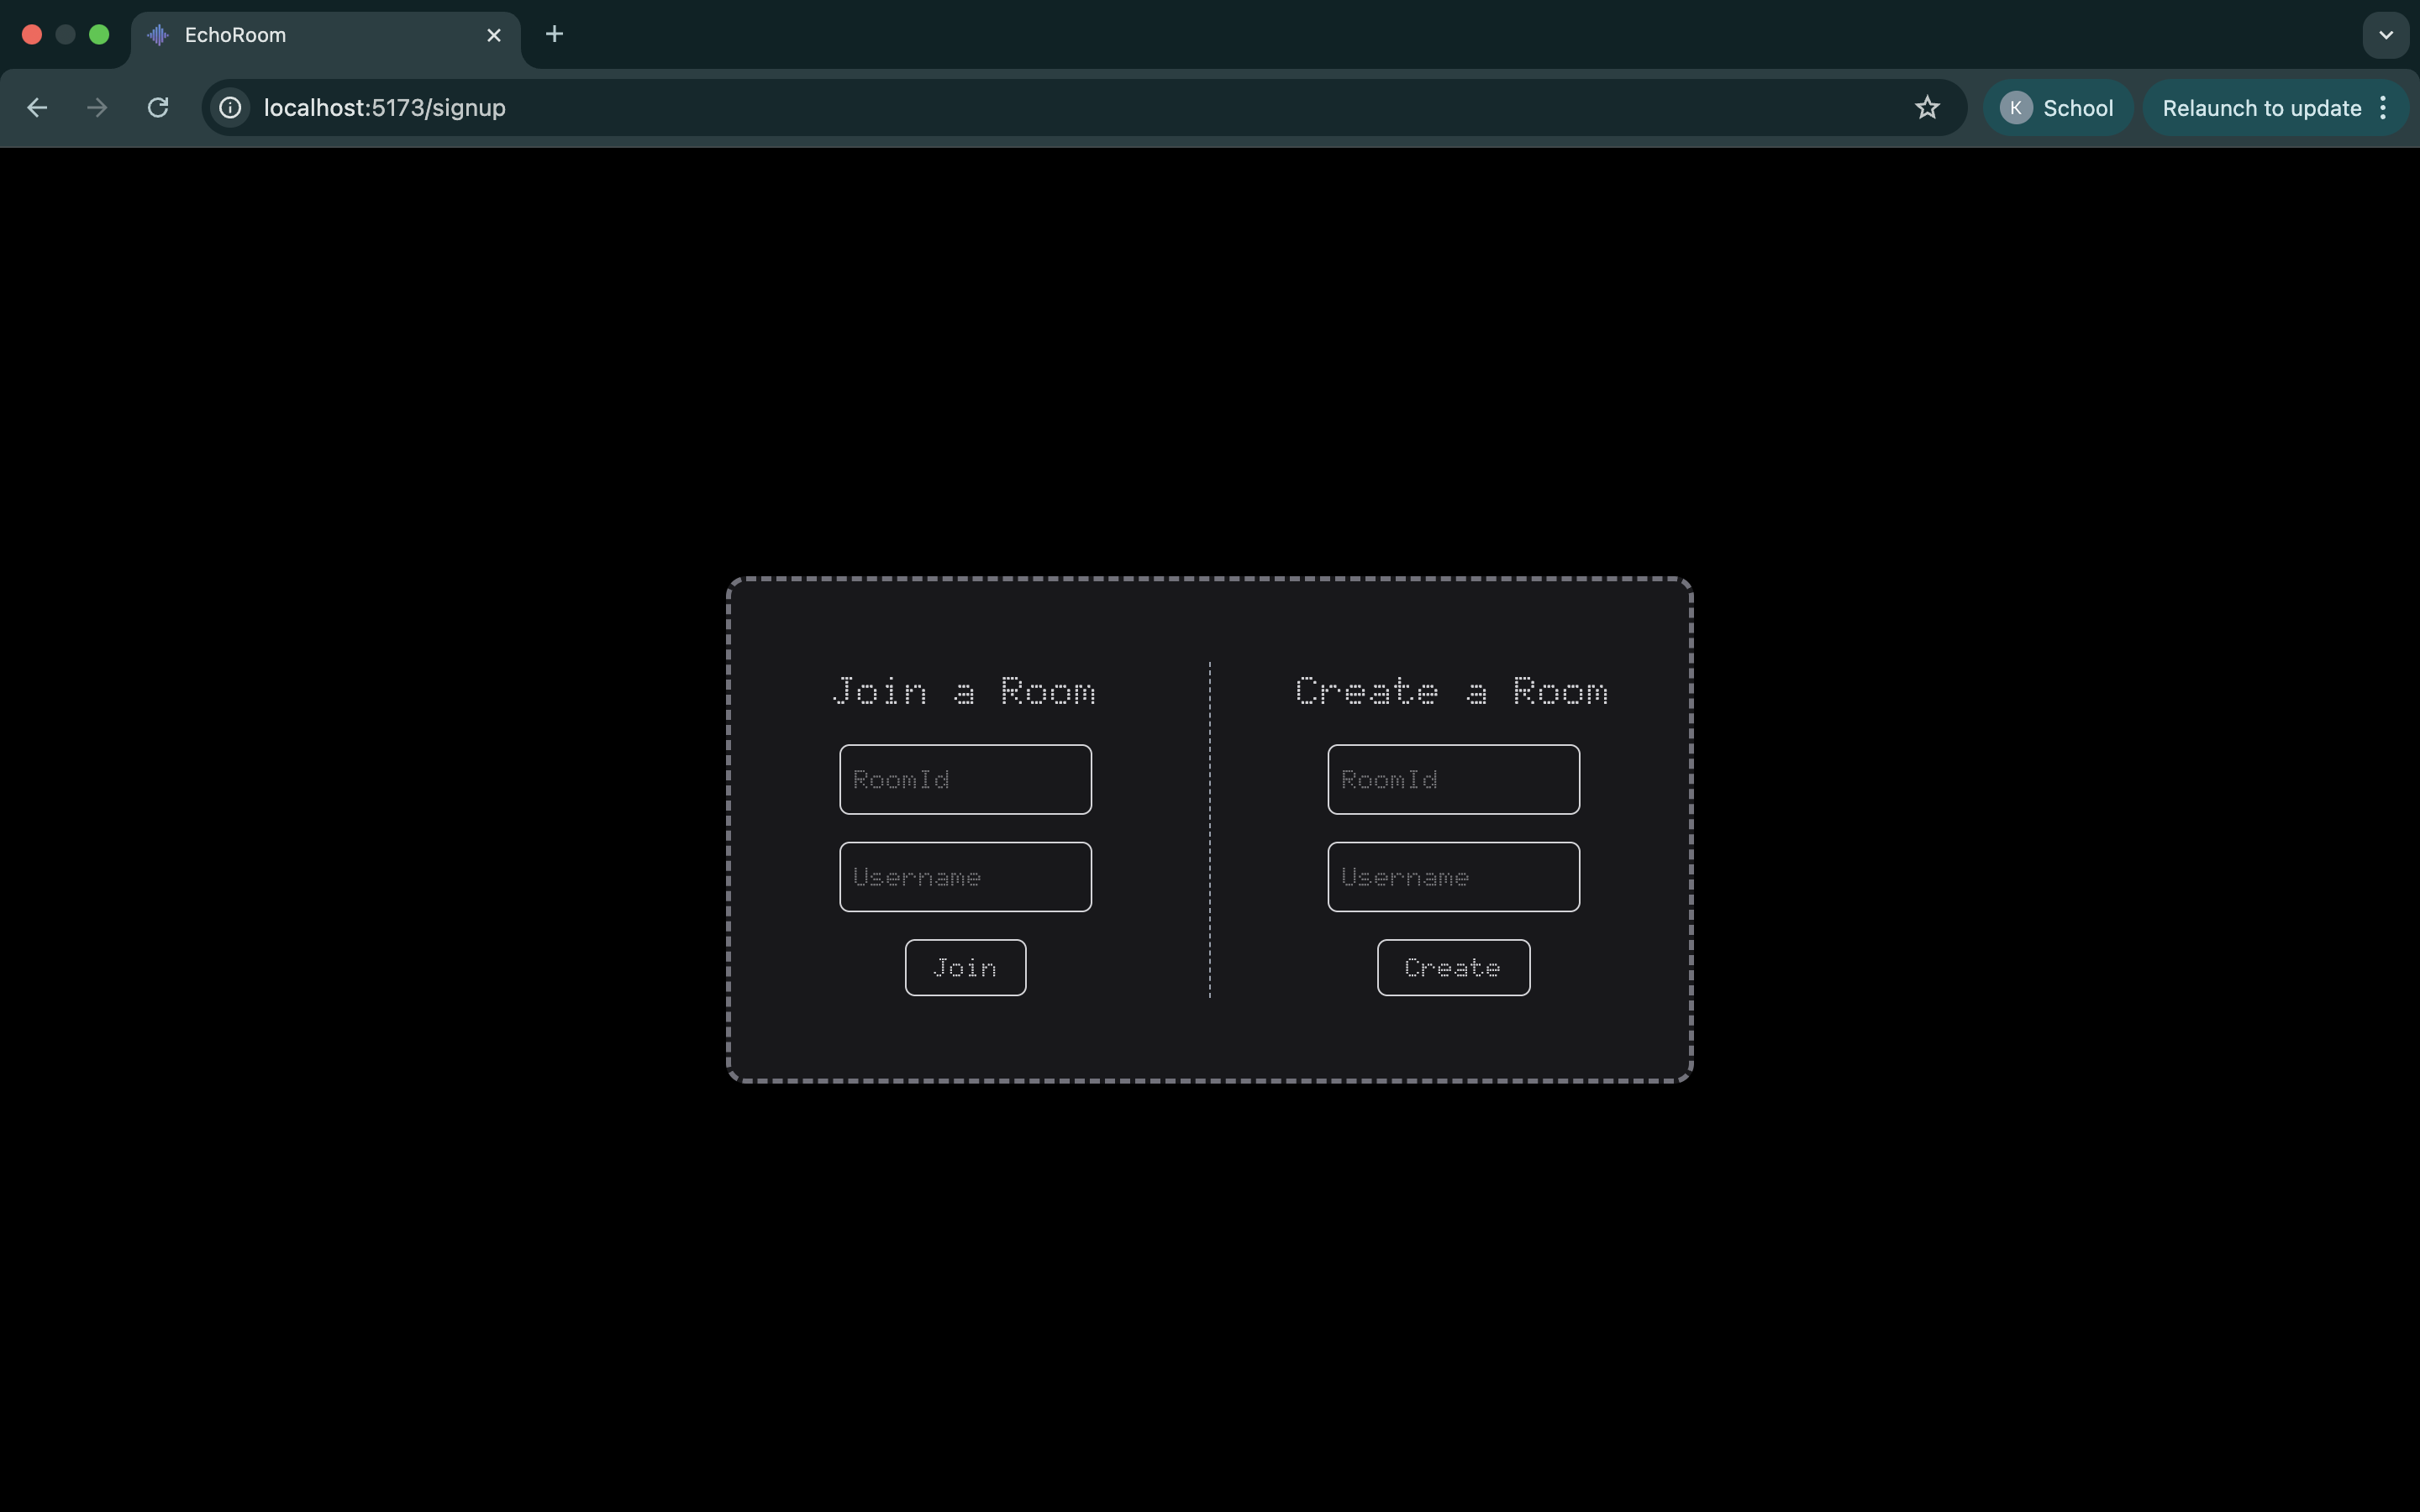 EchoRoom
localhost:5173/signup
K School
Relaunch to update
Join a Room
RoomId
Username
Join
Create a Room
RoomId
Username
Create